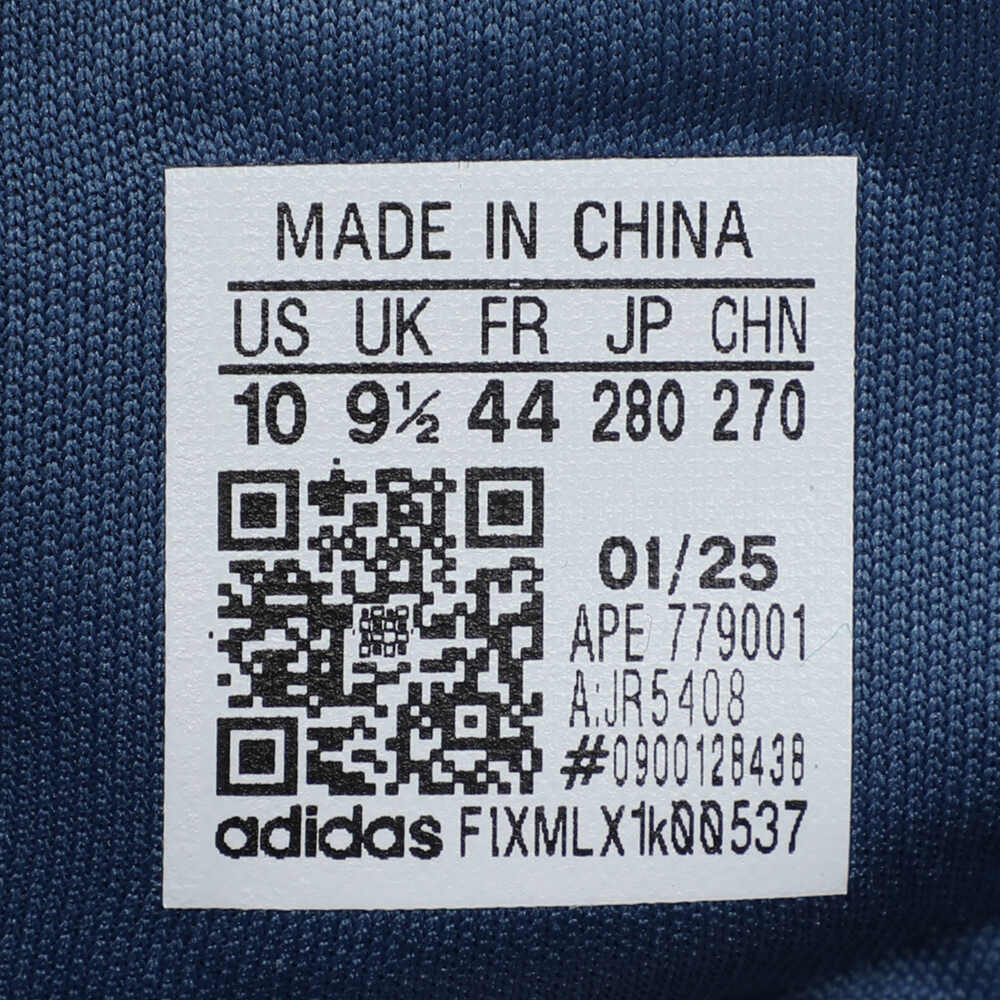 MADE IN CHINA
US UK FR JP CHN
10 9½ 44 280 270
01/25
APE 779001
A:JR5408
#0900128438
adidas FIXMLX1k00537